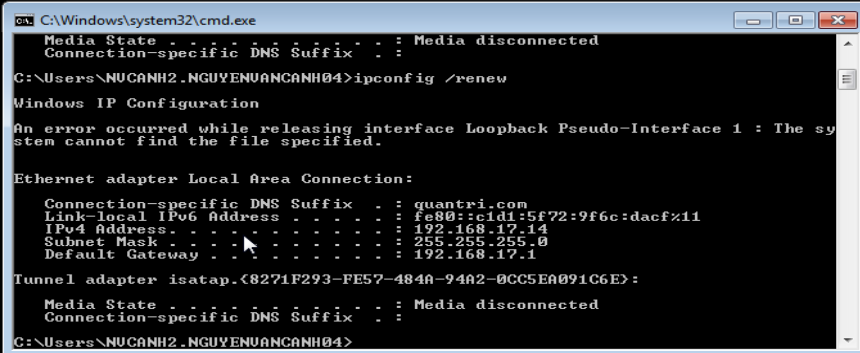 C:\Windows\system32\cmd.exe
Media State . . . . . . . . . . . : Media disconnected
Connection-specific DNS Suffix  . :
C:\Users\NVCANH2.NGUYENVANCANH04>ipconfig /renew
Windows IP Configuration
An error occurred while releasing interface Loopback Pseudo-Interface 1 : The sy
stem cannot find the file specified.
Ethernet adapter Local Area Connection:
Connection-specific DNS Suffix  . : quantri.com
Link-local IPv6 Address . . . . . : fe80::c1d1:5f72:9f6c:dacf%11
IPv4 Address. . . . . . . . . . . : 192.168.17.14
Subnet Mask . . . . . . . . . . . : 255.255.255.0
Default Gateway . . . . . . . . . : 192.168.17.1
Tunnel adapter isatap.{8271F293-FE57-484A-94A2-0CC5EA091C6E}:
Media State . . . . . . . . . . . : Media disconnected
Connection-specific DNS Suffix  . :
C:\Users\NVCANH2.NGUYENVANCANH04>